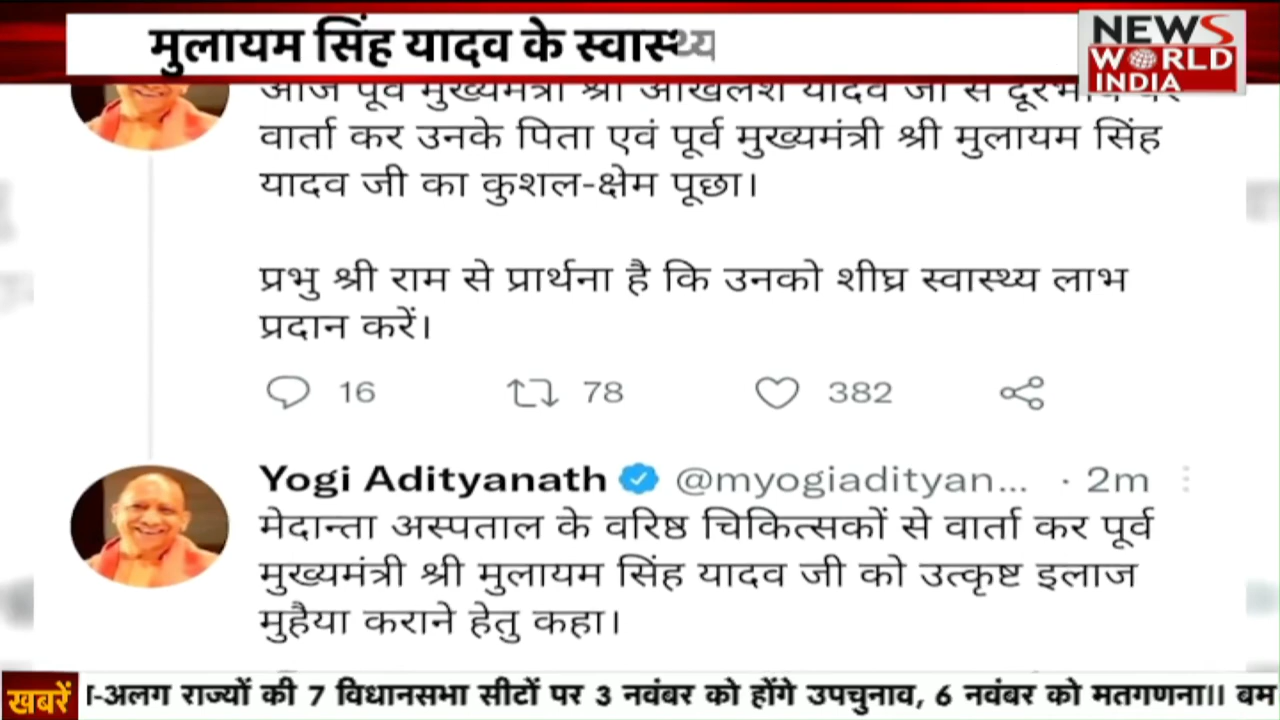 मुलायम सिंह यादव के स्वास्थ्य
NEWS
WORLD
INDIA
आज पूर्व मुख्यमंत्री श्री अखिलेश यादव जी से दूरभाष पर
वार्ता कर उनके पिता एवं पूर्व मुख्यमंत्री श्री मुलायम सिंह
यादव जी का कुशल-क्षेम पूछा।
प्रभु श्री राम से प्रार्थना है कि उनको शीघ्र स्वास्थ्य लाभ
प्रदान करें।
16 78 382
Yogi Adityanath @myogiadityan... · 2m
मेदान्ता अस्पताल के वरिष्ठ चिकित्सकों से वार्ता कर पूर्व
मुख्यमंत्री श्री मुलायम सिंह यादव जी को उत्कृष्ट इलाज
मुहैया कराने हेतु कहा।
खबरें
-अलग राज्यों की 7 विधानसभा सीटों पर 3 नवंबर को होंगे उपचुनाव, 6 नवंबर को मतगणना॥ बम